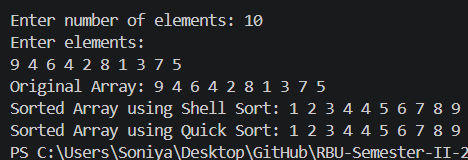 Enter number of elements: 10
Enter elements:
9 4 6 4 2 8 1 3 7 5
Original Array: 9 4 6 4 2 8 1 3 7 5
Sorted Array using Shell Sort: 1 2 3 4 4 5 6 7 8 9
Sorted Array using Quick Sort: 1 2 3 4 4 5 6 7 8 9
PS C:\Users\Soniya\Desktop\GitHub\RBU-Semester-II-2